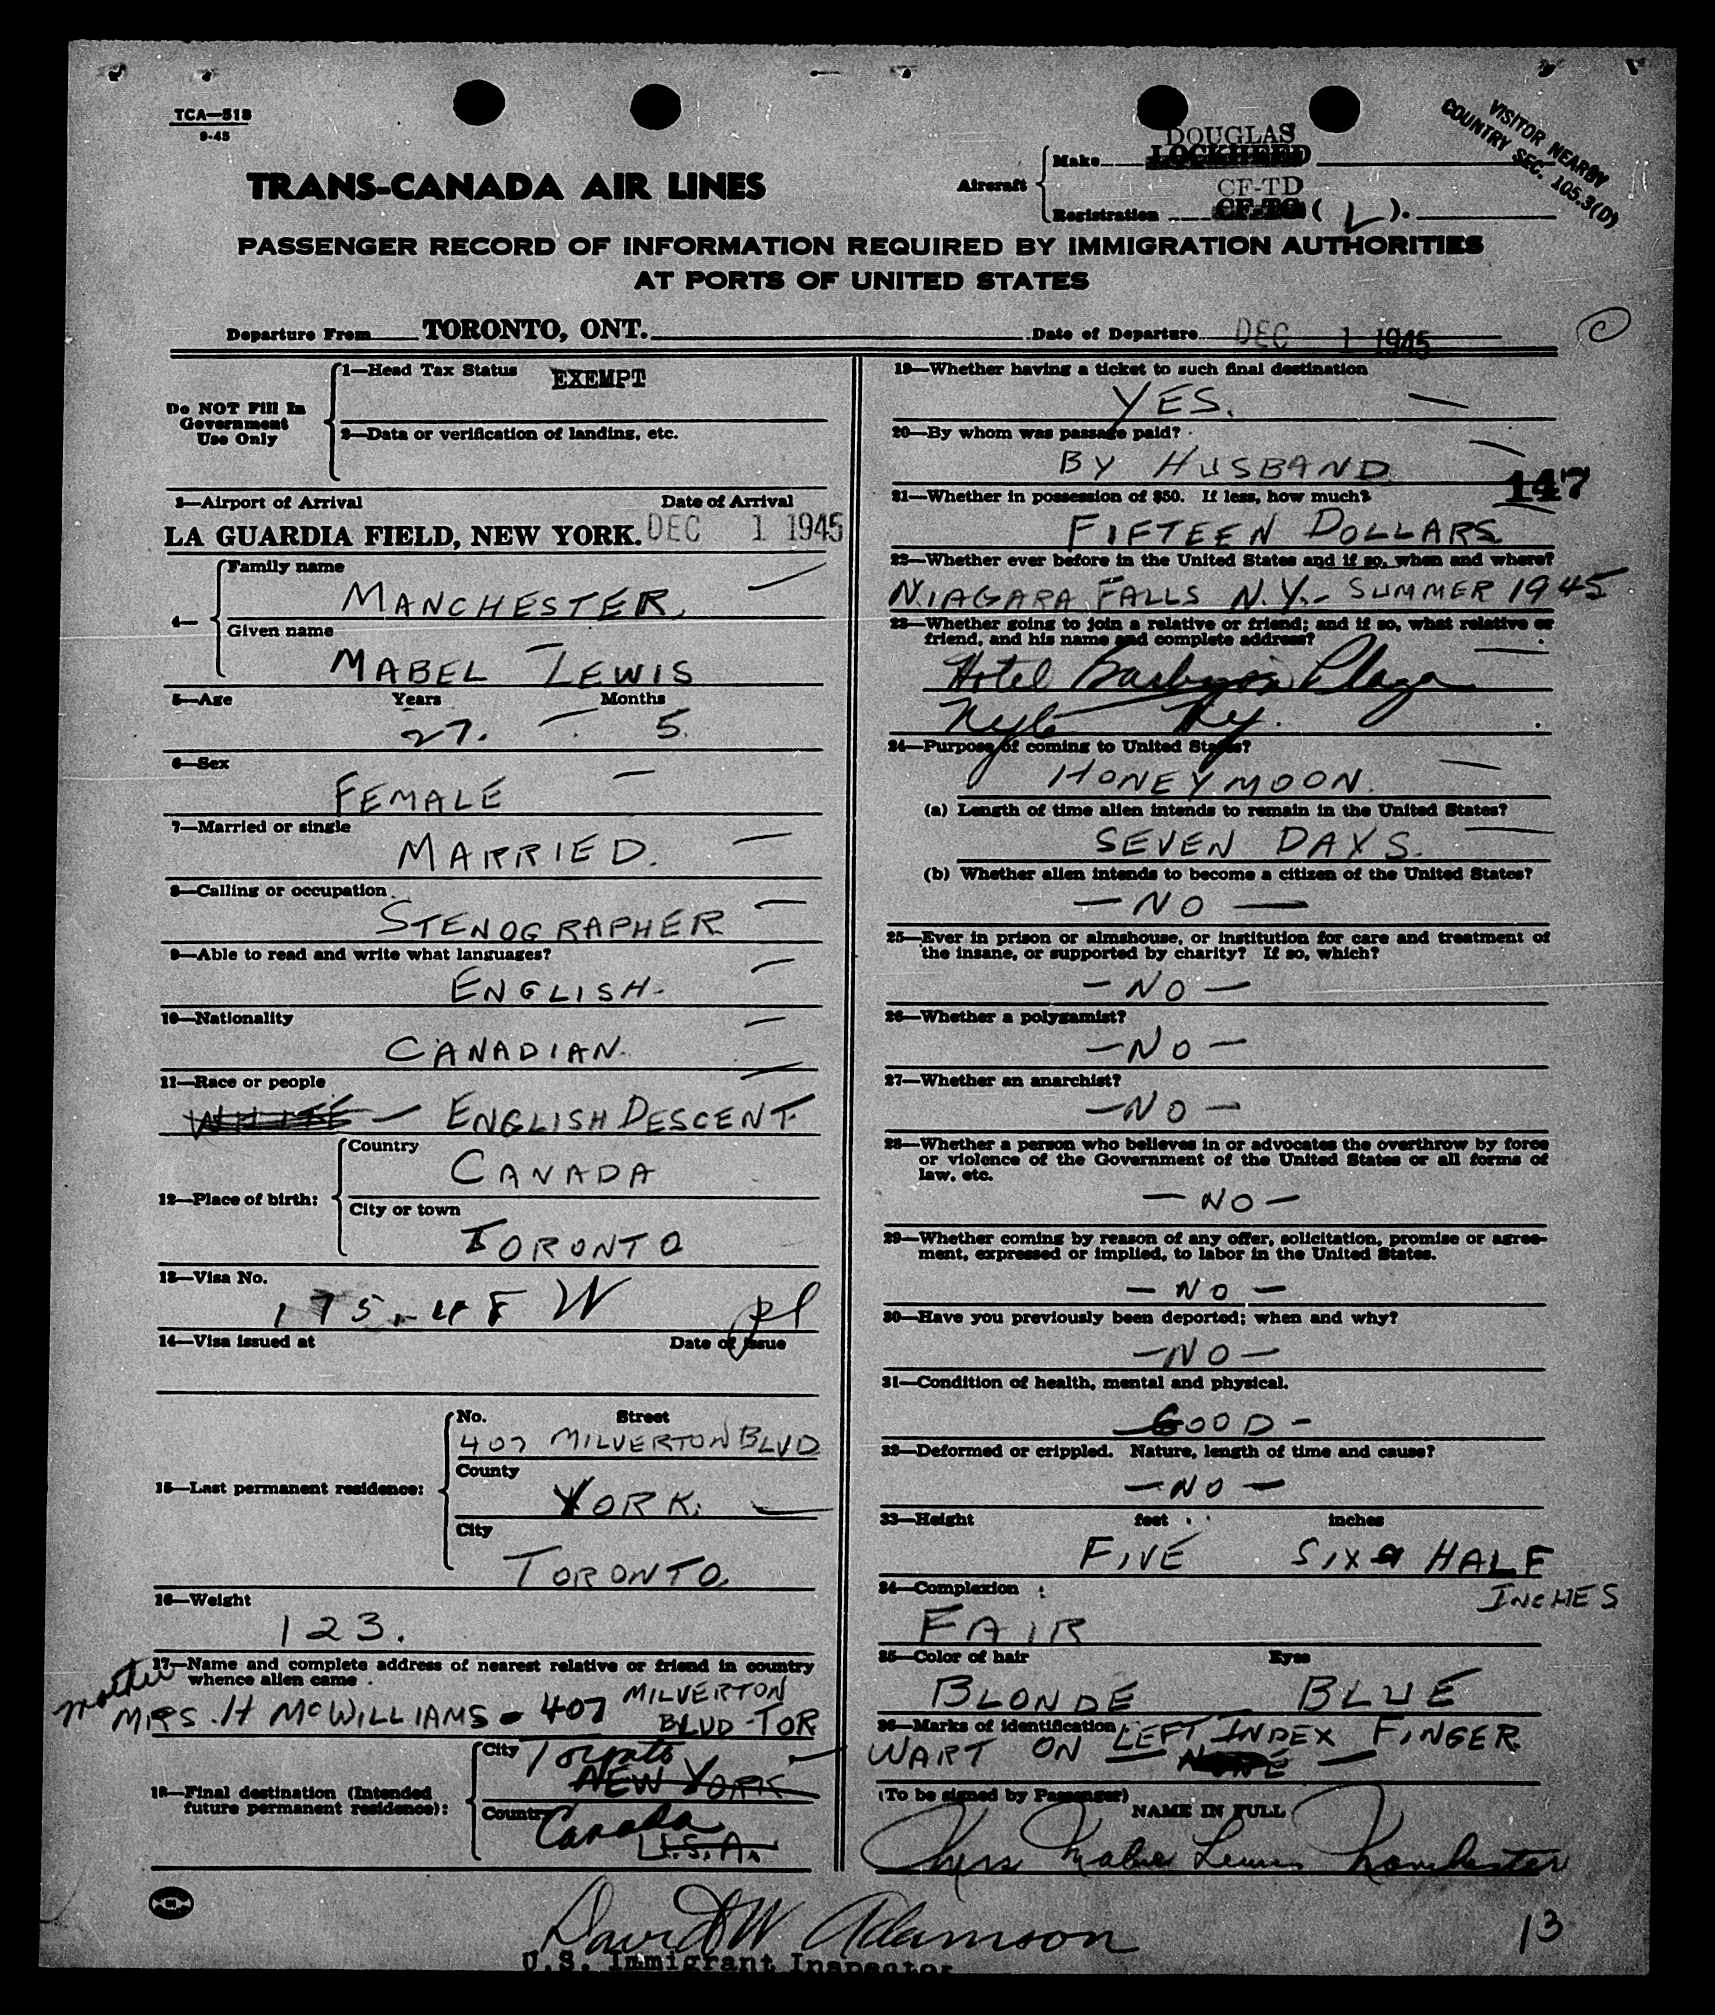 TCA—518
9-45
TRANS-CANADA AIR LINES
Aircraft
Make
DOUGLAS
LOCKHEED
Registration
CF-TD
CF-TC ( L ).
VISITOR NEARBY
COUNTRY SEC. 105.3(D)
PASSENGER RECORD OF INFORMATION REQUIRED BY IMMIGRATION AUTHORITIES
AT PORTS OF UNITED STATES
Departure From TORONTO, ONT. Date of Departure DEC 1 1945
Do NOT Fill In
Government
Use Only
1—Head Tax Status EXEMPT
2—Data or verification of landing, etc.
3—Airport of Arrival Date of Arrival
LA GUARDIA FIELD, NEW YORK. DEC 1 1945
4—
Family name
MANCHESTER.
Given name
MABEL LEWIS
5—Age Years Months
27. 5.
6—Sex
FEMALE
7—Married or single
MARRIED.
8—Calling or occupation
STENOGRAPHER
9—Able to read and write what languages?
ENGLISH-
10—Nationality
CANADIAN.
11—Race or people
WHITE — ENGLISH DESCENT
12—Place of birth:
Country
CANADA
City or town
TORONTO
13—Visa No.
14—Visa issued at Date of Issue
15—Last permanent residence:
No. Street
407 MILVERTON BLVD
County
YORK.
City
TORONTO.
16—Weight
123.
17—Name and complete address of nearest relative or friend in country
whence alien came
mother
MRS. H McWILLIAMS - 407 MILVERTON
BLVD - TOR
18—Final destination (Intended
future permanent residence):
City Toronto
NEW YORK
Country Canada
U.S.A.
19—Whether having a ticket to such final destination
YES.
20—By whom was passage paid?
BY HUSBAND
147
21—Whether in possession of $50. If less, how much?
FIFTEEN DOLLARS
22—Whether ever before in the United States and if so, when and where?
NIAGARA FALLS N.Y. - SUMMER 1945
23—Whether going to join a relative or friend; and if so, what relative or
friend, and his name and complete address?
Hotel Barbizon Plaza
NYC NY.
24—Purpose of coming to United States?
HONEYMOON.
(a) Length of time alien intends to remain in the United States?
SEVEN DAYS.
(b) Whether alien intends to become a citizen of the United States?
— NO —
25—Ever in prison or almshouse, or institution for care and treatment of
the insane, or supported by charity? If so, which?
— NO —
26—Whether a polygamist?
— NO —
27—Whether an anarchist?
— NO —
28—Whether a person who believes in or advocates the overthrow by force
or violence of the Government of the United States or all forms of
law, etc.
— NO —
29—Whether coming by reason of any offer, solicitation, promise or agree-
ment, expressed or implied, to labor in the United States.
— NO —
30—Have you previously been deported; when and why?
— NO —
31—Condition of health, mental and physical.
GOOD -
32—Deformed or crippled. Nature, length of time and cause?
— NO —
33—Height feet inches
FIVE SIX a HALF
INCHES
34—Complexion
FAIR
35—Color of hair Eyes
BLONDE BLUE
36—Marks of identification
WART ON LEFT INDEX FINGER
— NONE —
(To be signed by Passenger)
NAME IN FULL
Mrs Mabel Lewis Manchester
David W Adamson
U.S. Immigrant Inspector
13